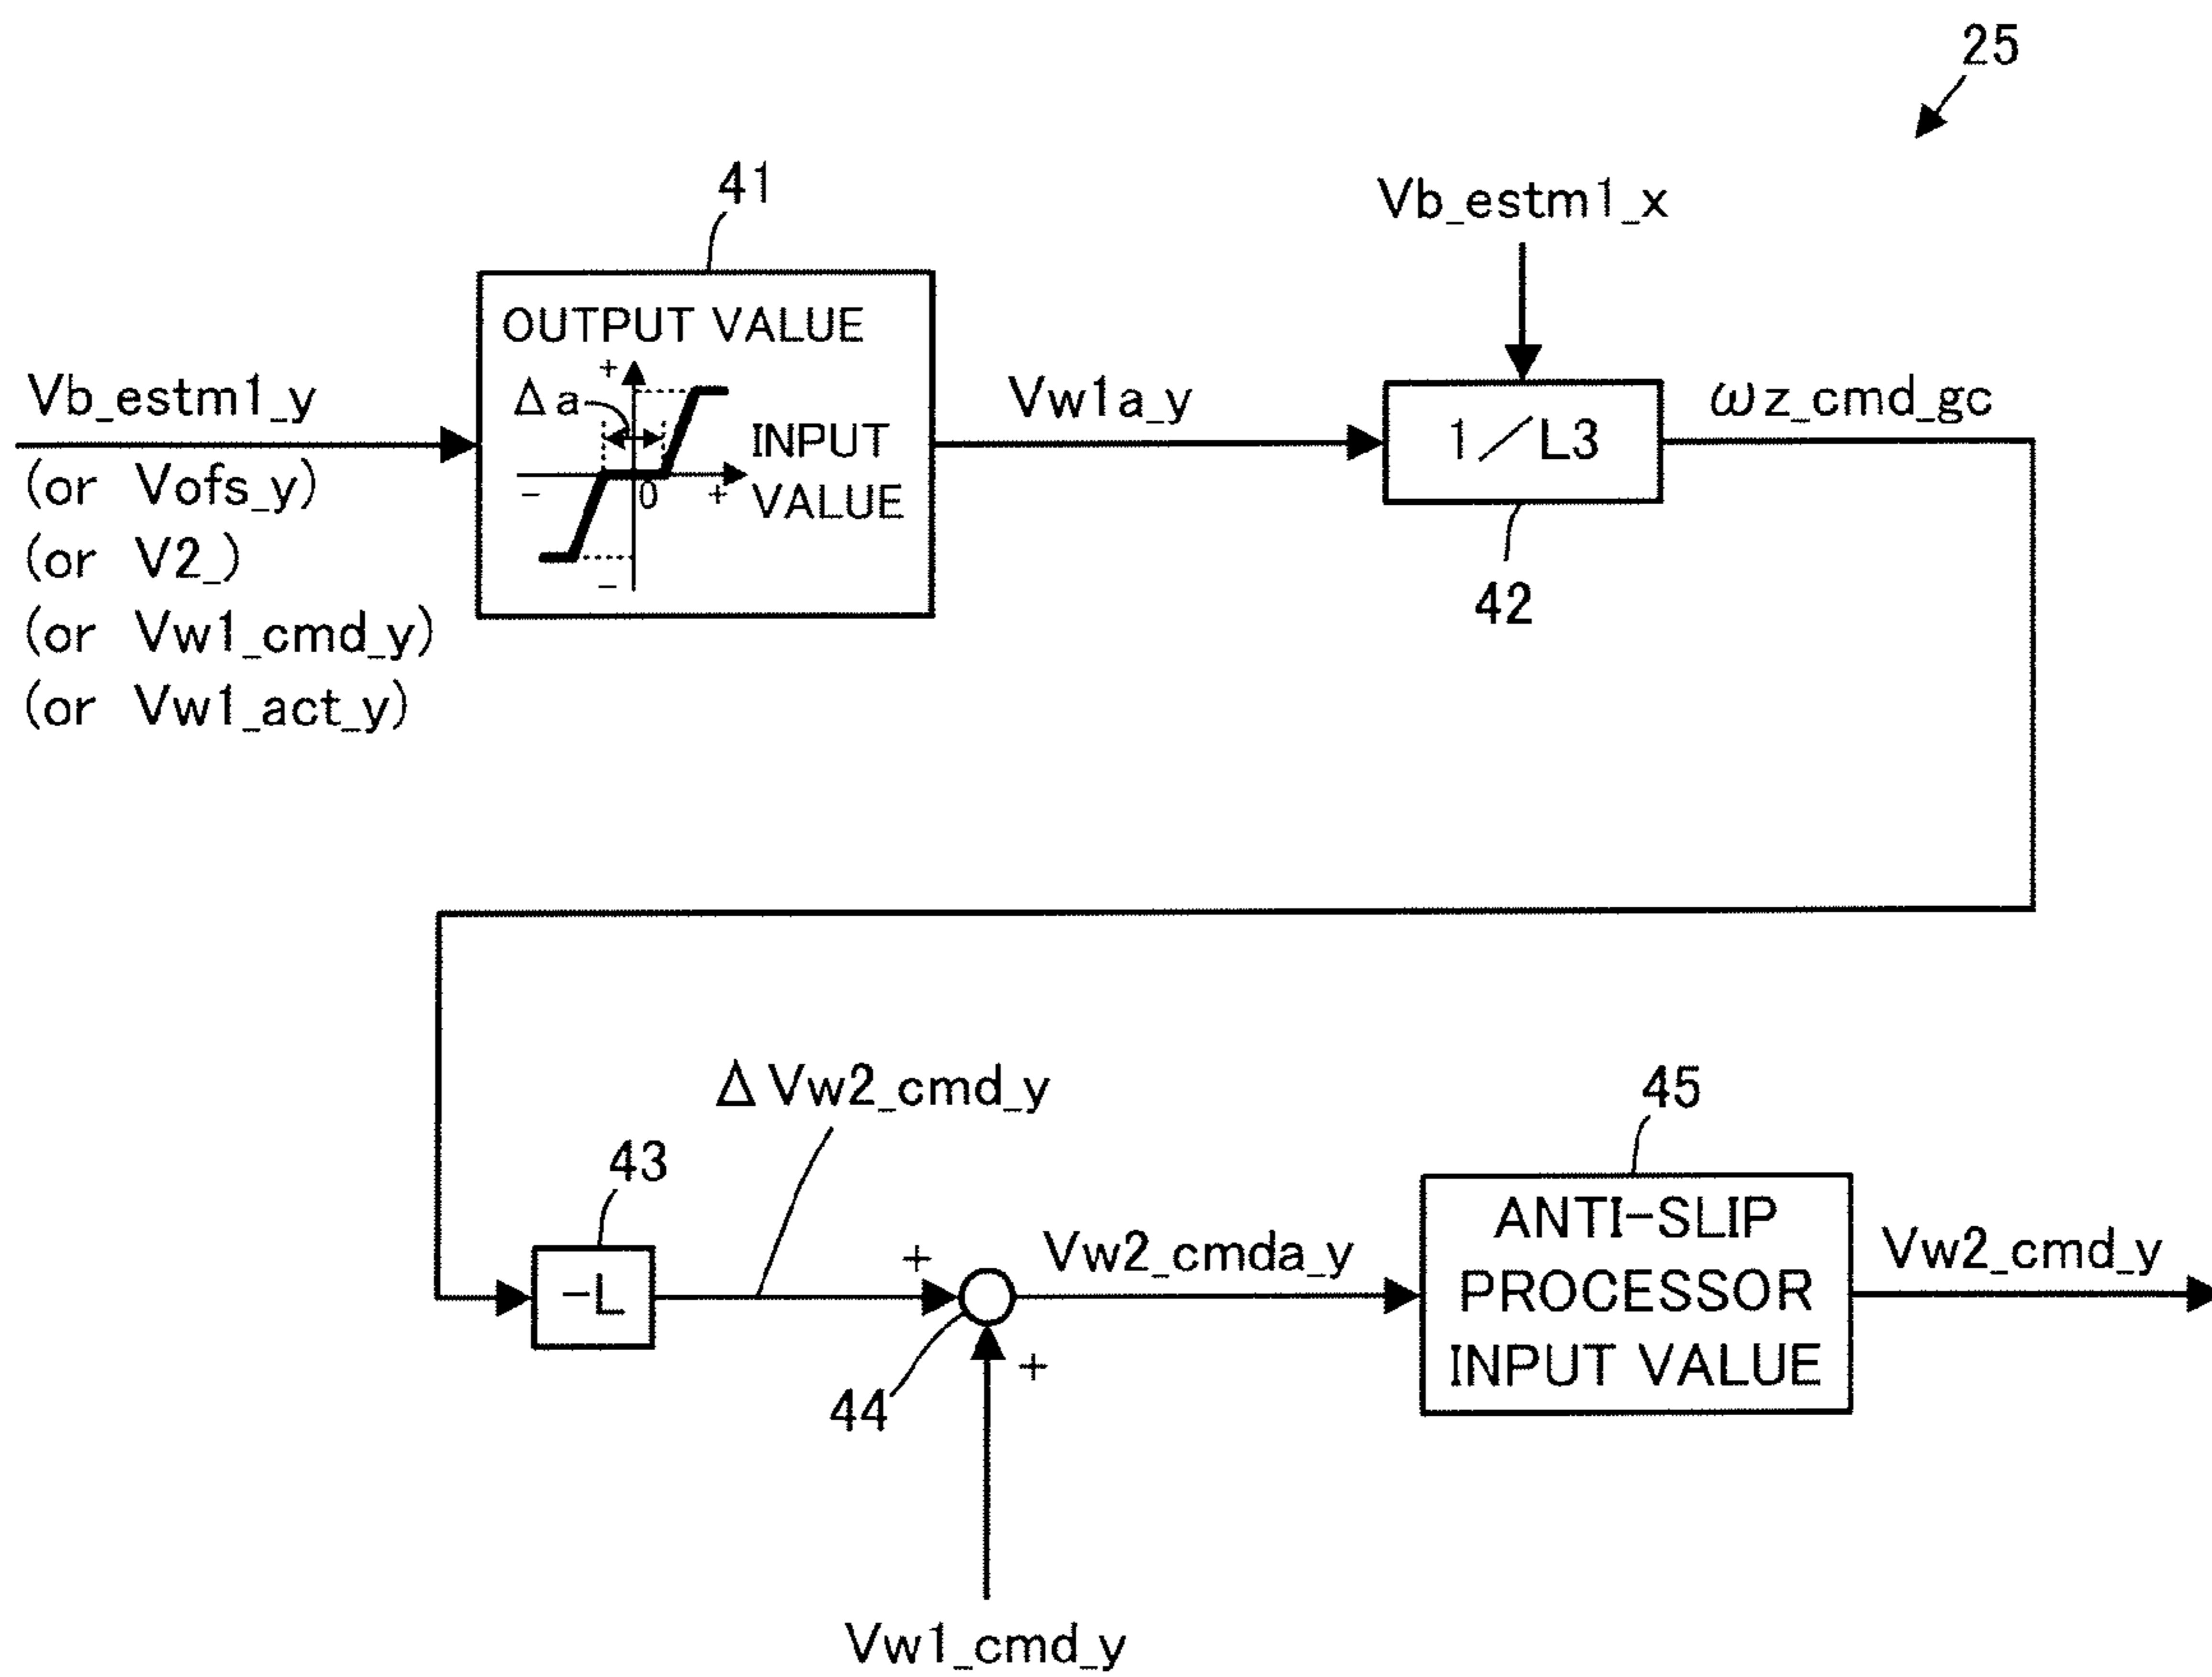 25
41
Vb_estm1_x
OUTPUT VALUE
+
Δa
Vb_estm1_y
INPUT
VALUE
-
0
+
-
Vw1a_y
1/L3
ωz_cmd_gc
(or Vofs_y)
(or V2_)
(or Vw1_cmd_y)
(or Vw1_act_y)
42
ΔVw2_cmd_y
45
43
-L
+
Vw2_cmda_y
ANTI-SLIP
PROCESSOR
INPUT VALUE
Vw2_cmd_y
+
44
Vw1_cmd_y